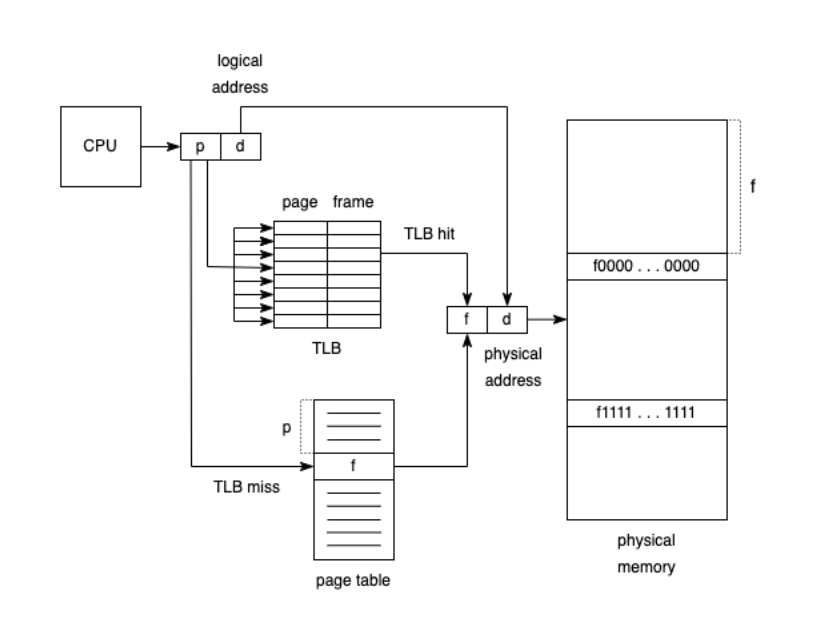 logical
address
CPU
p
d
page
frame
TLB hit
TLB
f
d
physical
address
p
f
TLB miss
page table
f
f0000 . . . 0000
f1111 . . . 1111
physical
memory